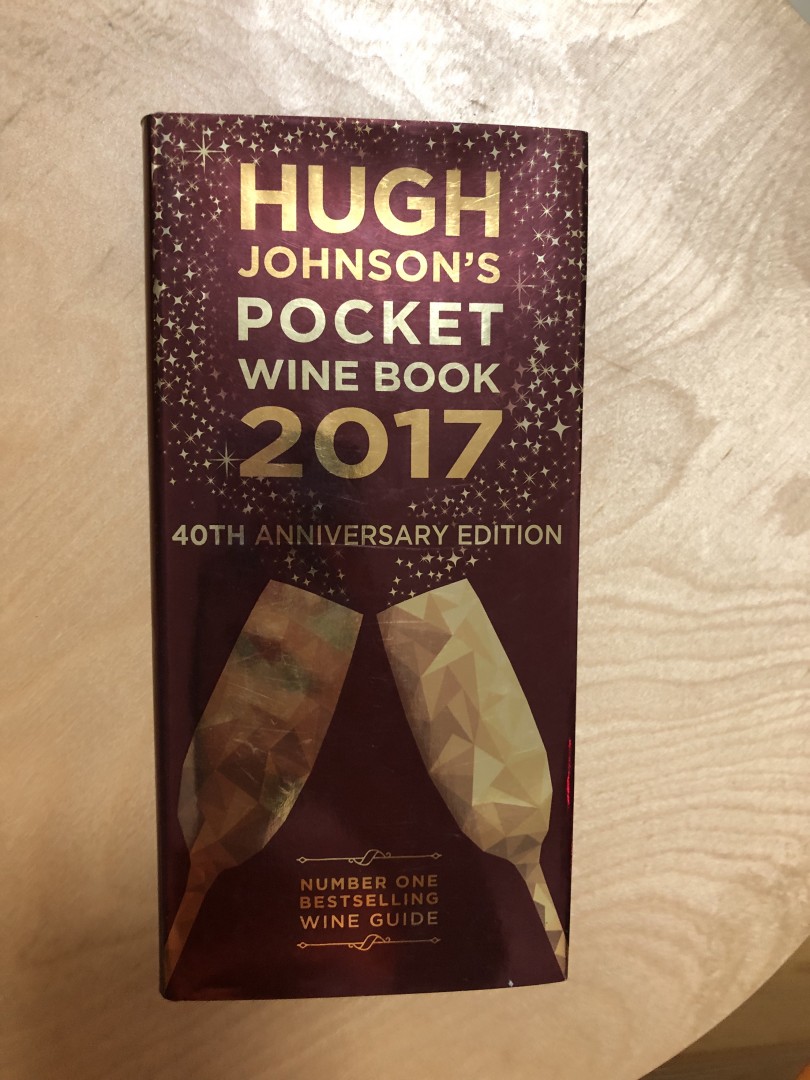 HUGH
JOHNSON'S
POCKET
WINE BOOK
2017
40TH ANNIVERSARY EDITION
NUMBER ONE
BESTSELLING
WINE GUIDE